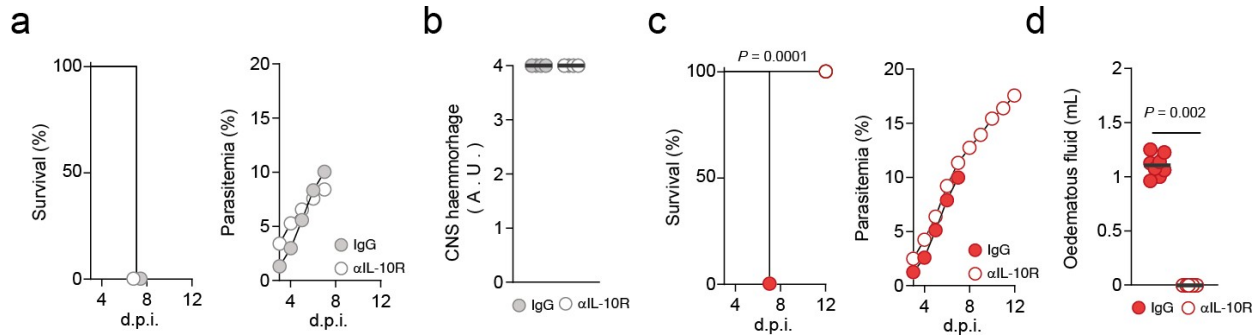 a
Survival (%)
100
50
0
4 8 12
d.p.i.
Parasitemia (%)
20
15
10
5
0
4 8 12
d.p.i.
IgG
αIL-10R
b
CNS haemmorhage
( A . U . )
4
3
2
1
0
IgG αIL-10R
c
P = 0.0001
Survival (%)
100
50
0
4 8 12
d.p.i.
Parasitemia (%)
20
15
10
5
0
4 8 12
d.p.i.
IgG
αIL-10R
d
Oedematous fluid (mL)
2
1.5
1
0.5
0
P = 0.002
IgG αIL-10R